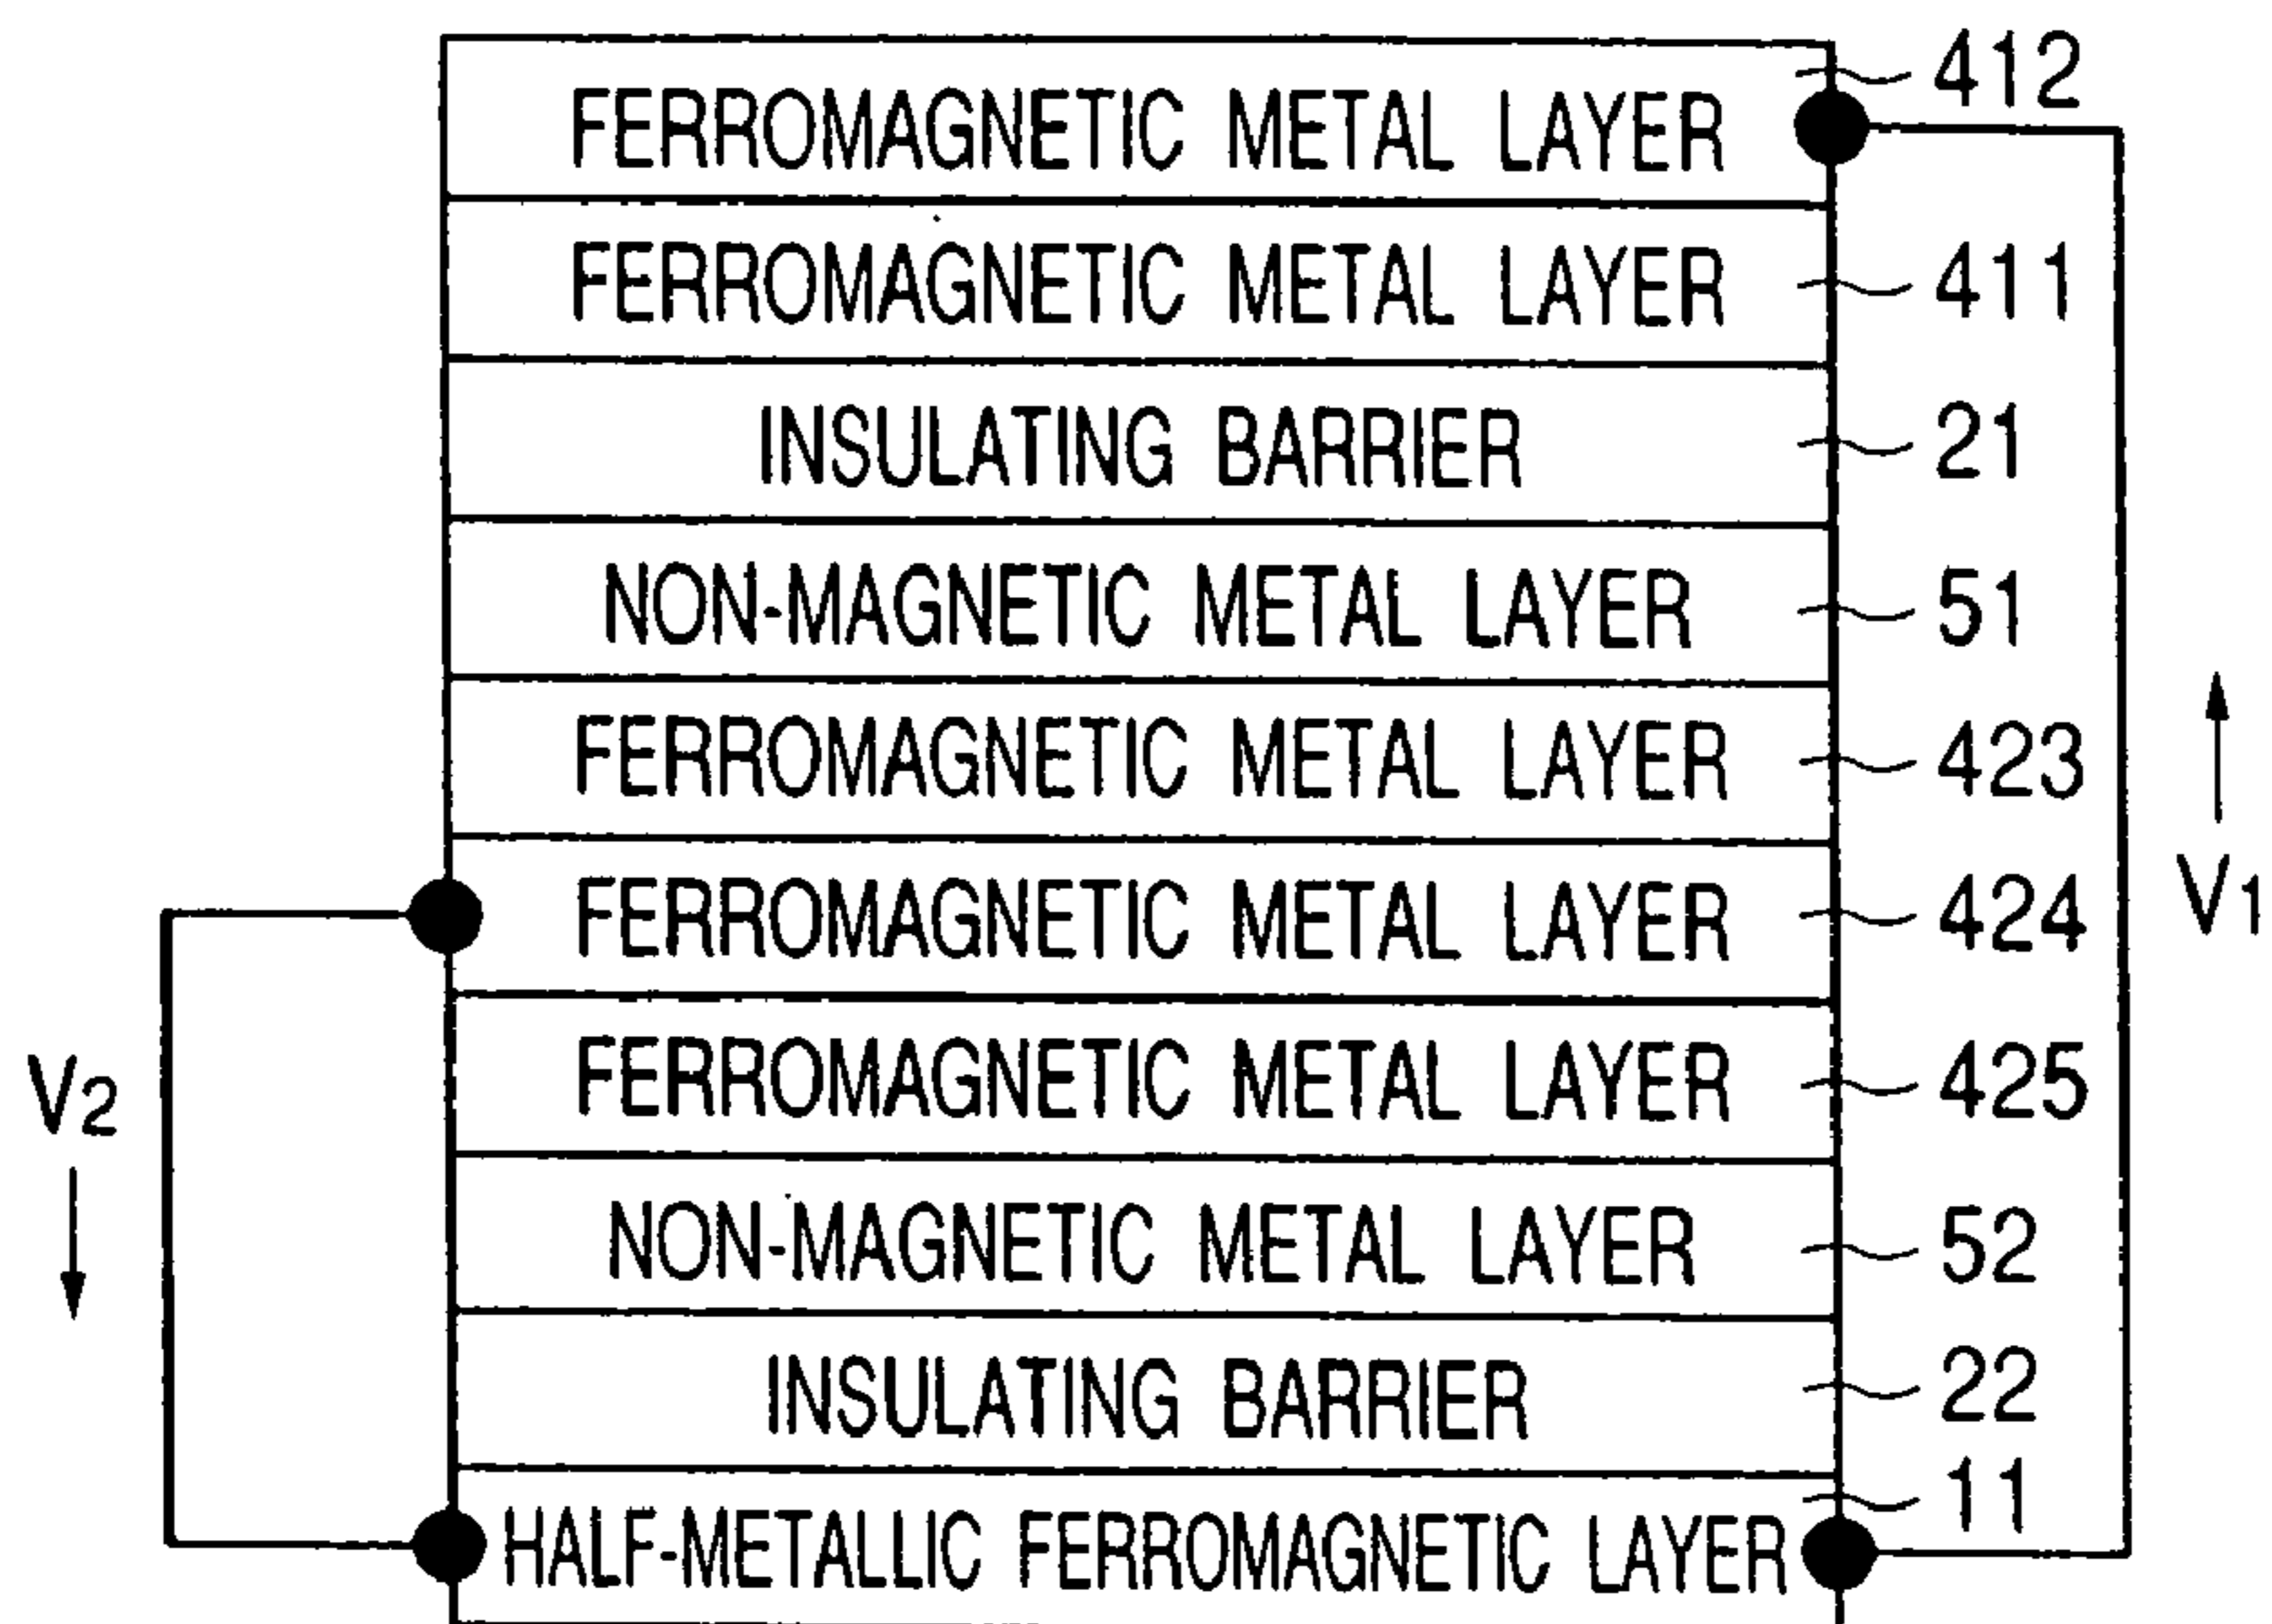 FERROMAGNETIC METAL LAYER 412
FERROMAGNETIC METAL LAYER 411
INSULATING BARRIER 21
NON-MAGNETIC METAL LAYER 51
FERROMAGNETIC METAL LAYER 423
FERROMAGNETIC METAL LAYER 424
V1
FERROMAGNETIC METAL LAYER 425
V2
NON-MAGNETIC METAL LAYER 52
INSULATING BARRIER 22
HALF-METALLIC FERROMAGNETIC LAYER 11